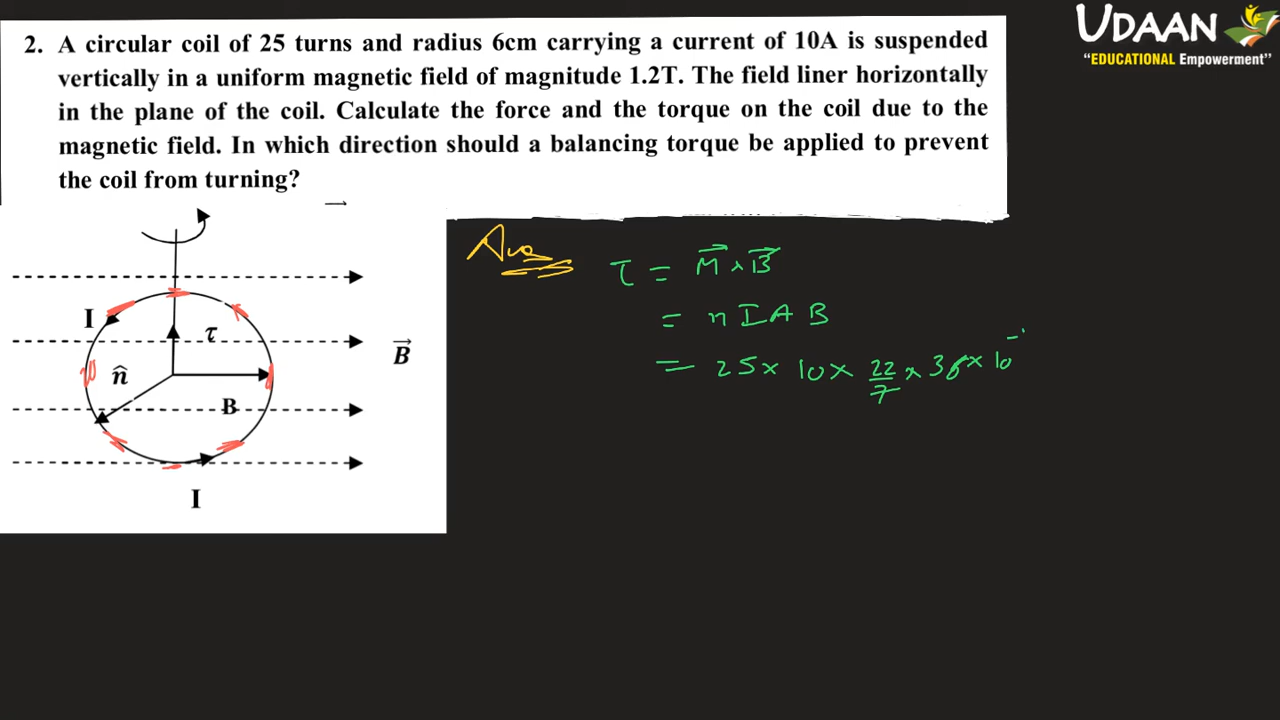 UDAAN
"EDUCATIONAL Empowerment"
2. A circular coil of 25 turns and radius 6cm carrying a current of 10A is suspended
vertically in a uniform magnetic field of magnitude 1.2T. The field liner horizontally
in the plane of the coil. Calculate the force and the torque on the coil due to the
magnetic field. In which direction should a balancing torque be applied to prevent
the coil from turning?
I
τ
n̂
B
B⃗
I
τ = M⃗ × B⃗
= n I A B
= 25 × 10 × 22/7 × 36 × 10⁻